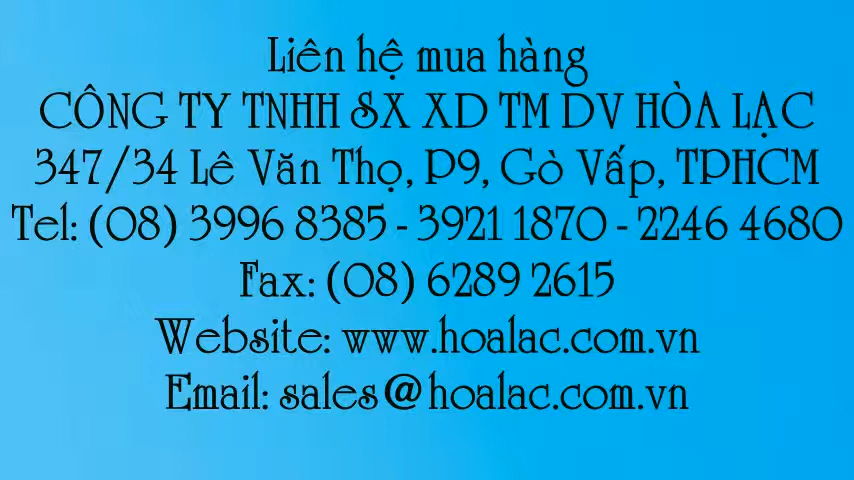 Liên hệ mua hàng
CÔNG TY TNHH SX XD TM DV HÒA LẠC
347/34 Lê Văn Thọ, P9, Gò Vấp, TPHCM
Tel: (08) 3996 8385 - 3921 1870 - 2246 4680
Fax: (08) 6289 2615
Website: www.hoalac.com.vn
Email: sales@hoalac.com.vn